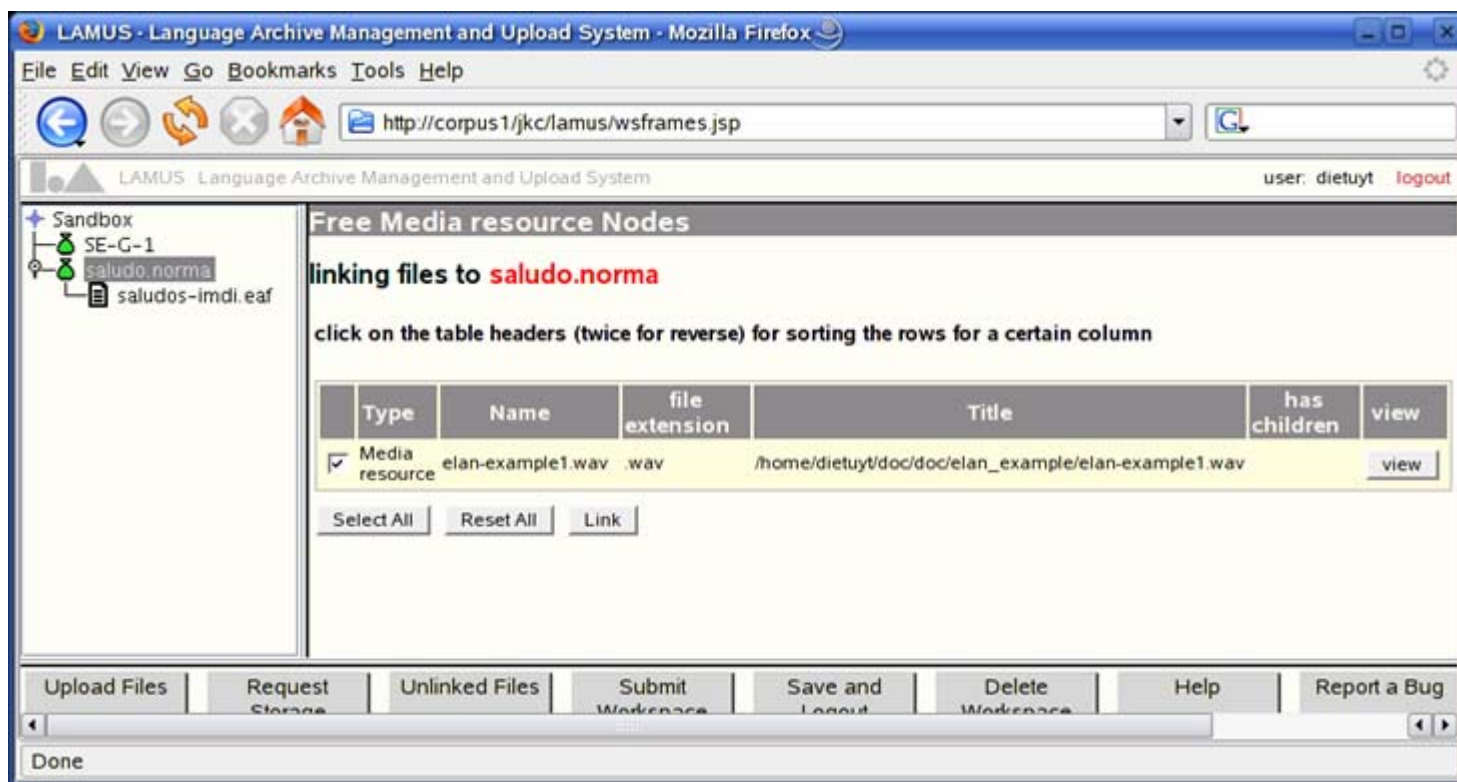 LAMUS - Language Archive Management and Upload System - Mozilla Firefox
File Edit View Go Bookmarks Tools Help
http://corpus1/jkc/lamus/wsframes.jsp
G
LAMUS Language Archive Management and Upload System
user: dietuyt logout
Sandbox
SE-G-1
saludo.norma
saludos-imdi.eaf
Free Media resource Nodes
linking files to saludo.norma
click on the table headers (twice for reverse) for sorting the rows for a certain column
Type Name file extension Title has children view
Media resource elan-example1.wav .wav /home/dietuyt/doc/doc/elan_example/elan-example1.wav view
Select All Reset All Link
Upload Files Request Storage Unlinked Files Submit Workspace Save and Logout Delete Workspace Help Report a Bug
Done